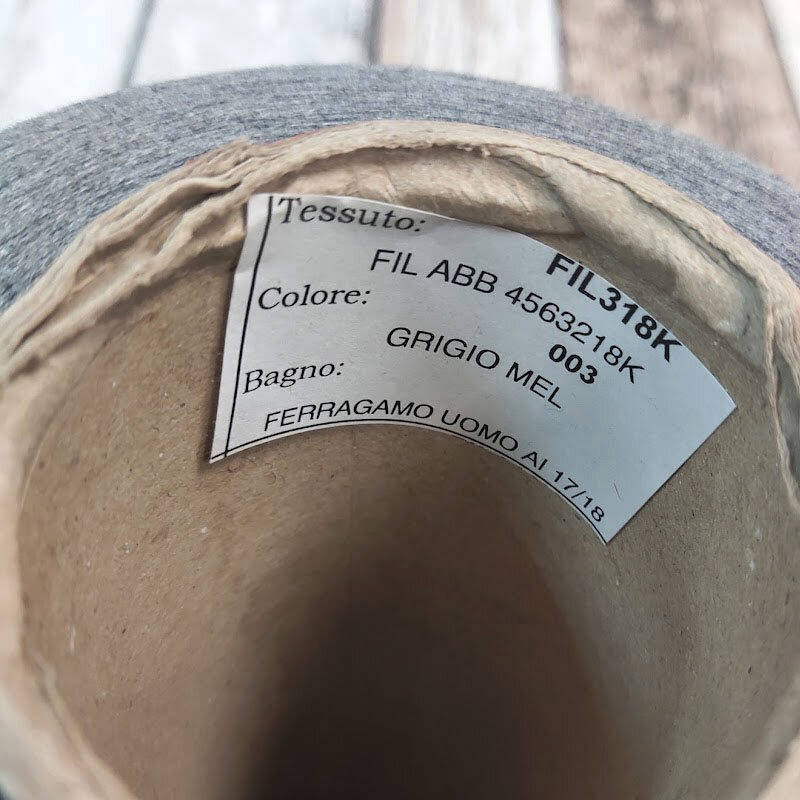 Tessuto: FIL318K
FIL ABB 4563218K
Colore: 003
GRIGIO MEL
Bagno:
FERRAGAMO UOMO AI 17/18